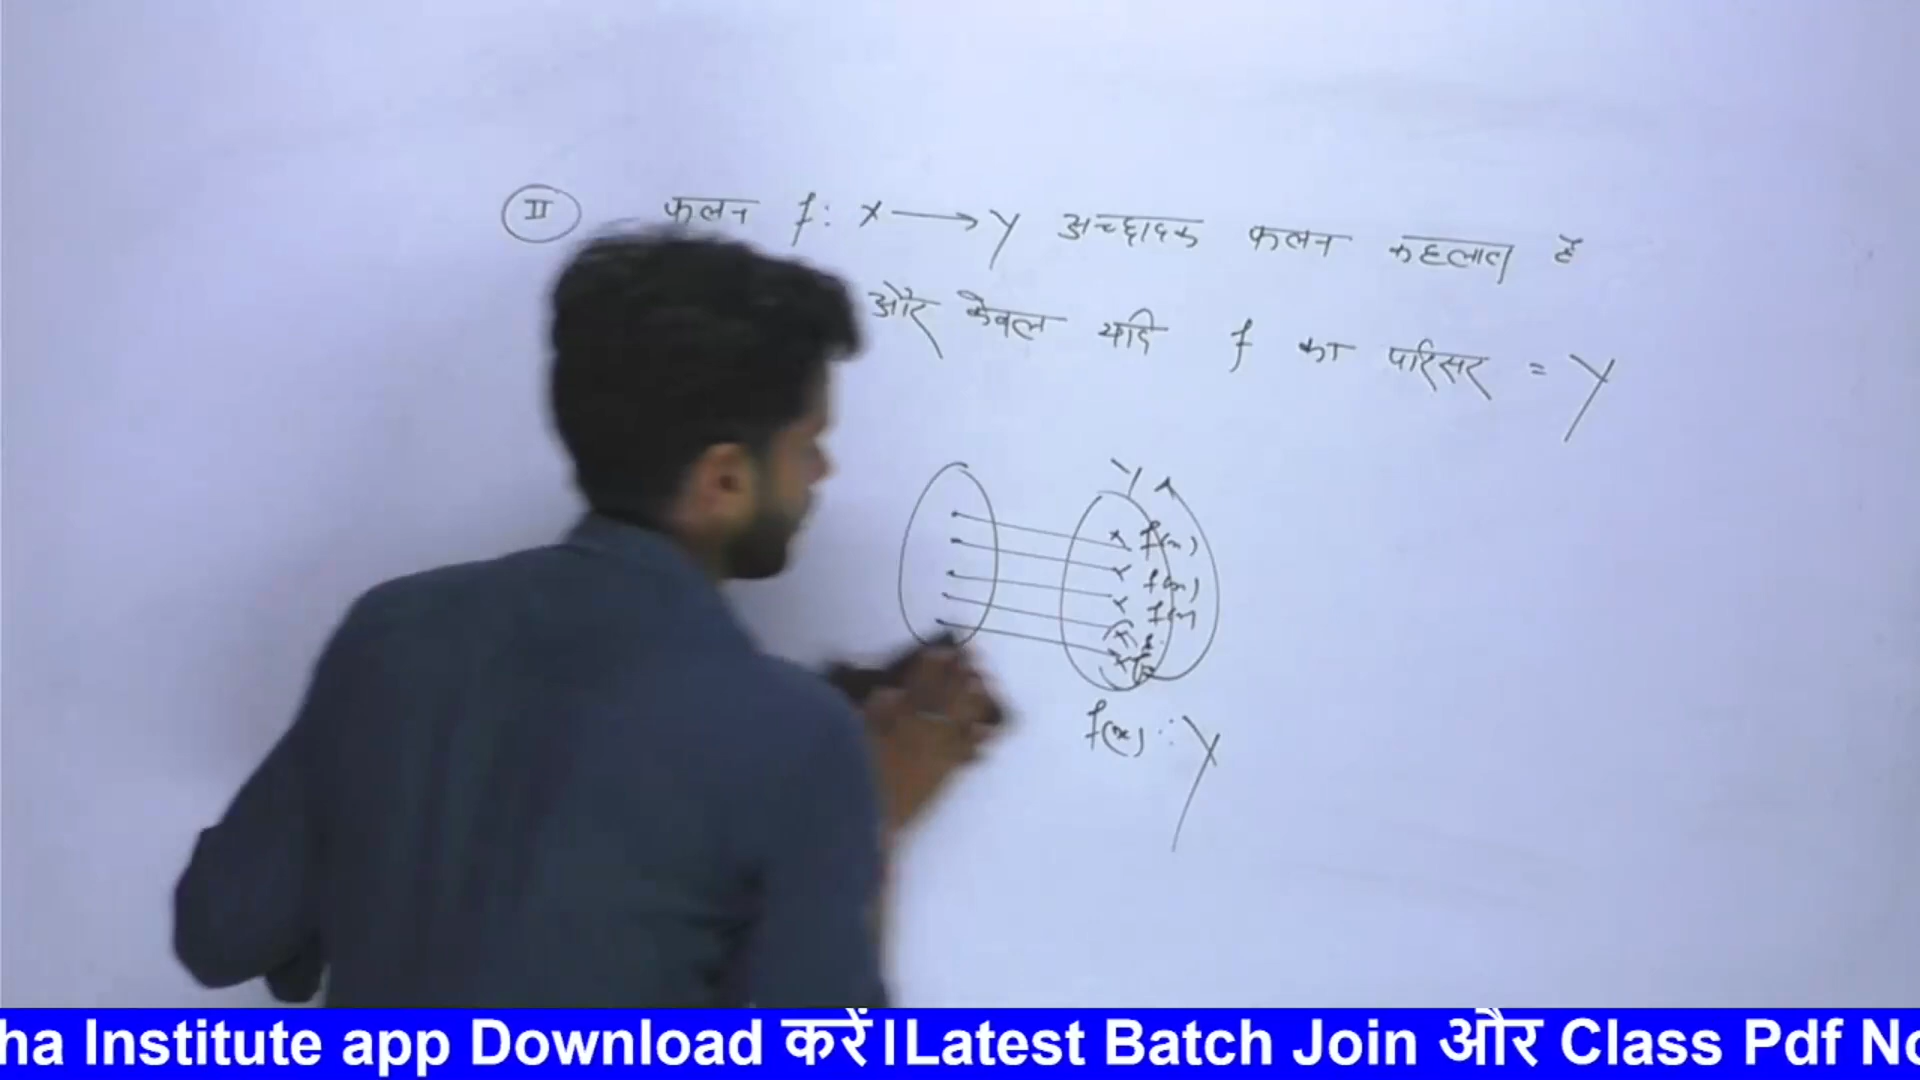 II फलन f: x → y अच्छादक फलन कहलाता है
और केवल यदि f का परिसर = y
y
f(x)
f(x)
f(x)
f(x) : y
ha Institute app Download करें।Latest Batch Join और Class Pdf No